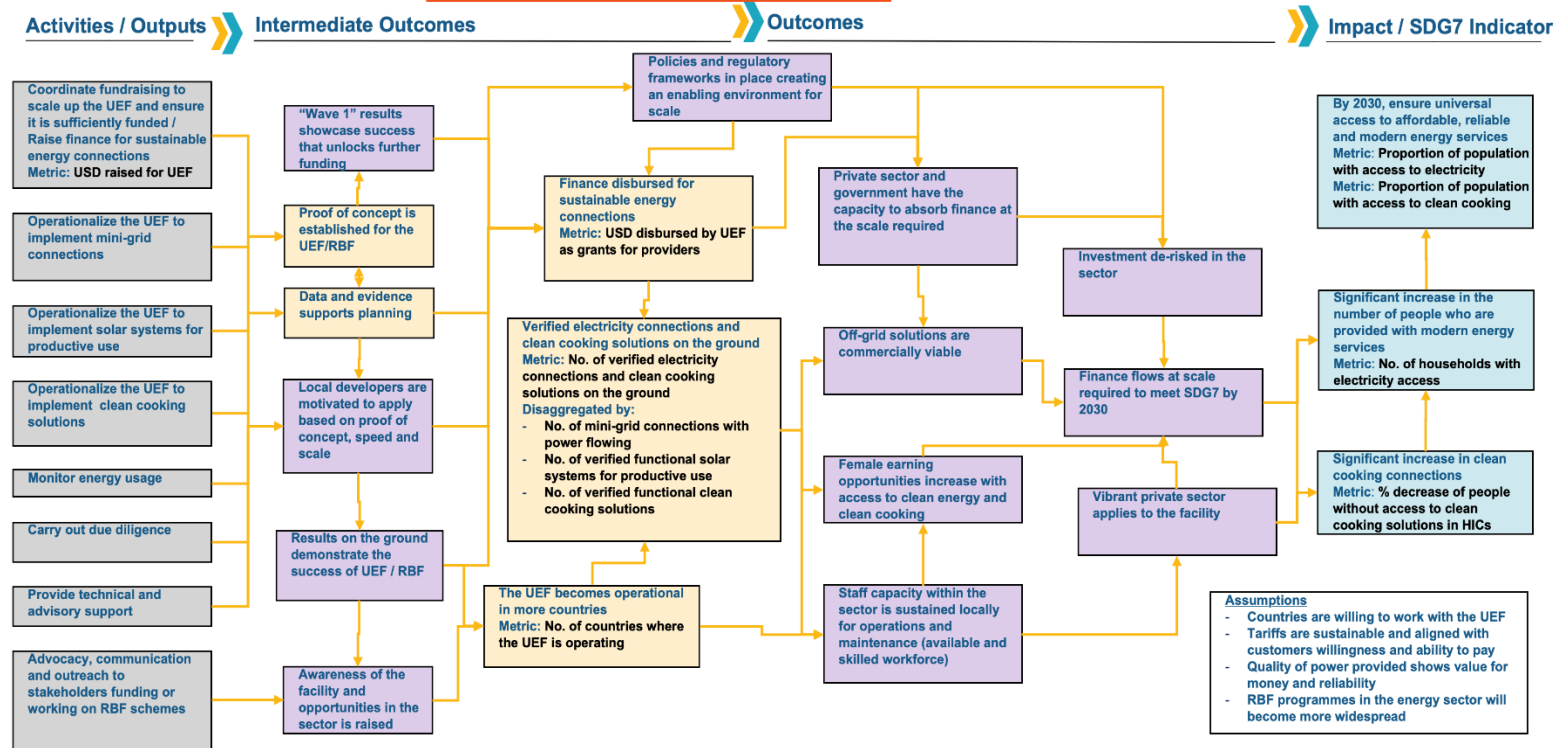 Activities / Outputs
Intermediate Outcomes
Outcomes
Impact / SDG7 Indicator
Coordinate fundraising to
scale up the UEF and ensure
it is sufficiently funded /
Raise finance for sustainable
energy connections
Metric: USD raised for UEF
Operationalize the UEF to
implement mini-grid
connections
Operationalize the UEF to
implement solar systems for
productive use
Operationalize the UEF to
implement clean cooking
solutions
Monitor energy usage
Carry out due diligence
Provide technical and
advisory support
Advocacy, communication
and outreach to
stakeholders funding or
working on RBF schemes
“Wave 1” results
showcase success
that unlocks further
funding
Proof of concept is
established for the
UEF/RBF
Data and evidence
supports planning
Local developers are
motivated to apply
based on proof of
concept, speed and
scale
Results on the ground
demonstrate the
success of UEF / RBF
Awareness of the
facility and
opportunities in the
sector is raised
Policies and regulatory
frameworks in place creating
an enabling environment for
scale
Finance disbursed for
sustainable energy
connections
Metric: USD disbursed by UEF
as grants for providers
Verified electricity connections and
clean cooking solutions on the ground
Metric: No. of verified electricity
connections and clean cooking
solutions on the ground
Disaggregated by:
- No. of mini-grid connections with
power flowing
- No. of verified functional solar
systems for productive use
- No. of verified functional clean
cooking solutions
The UEF becomes operational
in more countries
Metric: No. of countries where
the UEF is operating
Private sector and
government have the
capacity to absorb finance at
the scale required
Off-grid solutions are
commercially viable
Female earning
opportunities increase with
access to clean energy and
clean cooking
Staff capacity within the
sector is sustained locally
for operations and
maintenance (available and
skilled workforce)
Investment de-risked in the
sector
Finance flows at scale
required to meet SDG7 by
2030
Vibrant private sector
applies to the facility
By 2030, ensure universal
access to affordable, reliable
and modern energy services
Metric: Proportion of population
with access to electricity
Metric: Proportion of population
with access to clean cooking
Significant increase in the
number of people who are
provided with modern energy
services
Metric: No. of households with
electricity access
Significant increase in clean
cooking connections
Metric: % decrease of people
without access to clean
cooking solutions in HICs
Assumptions
- Countries are willing to work with the UEF
- Tariffs are sustainable and aligned with
customers willingness and ability to pay
- Quality of power provided shows value for
money and reliability
- RBF programmes in the energy sector will
become more widespread